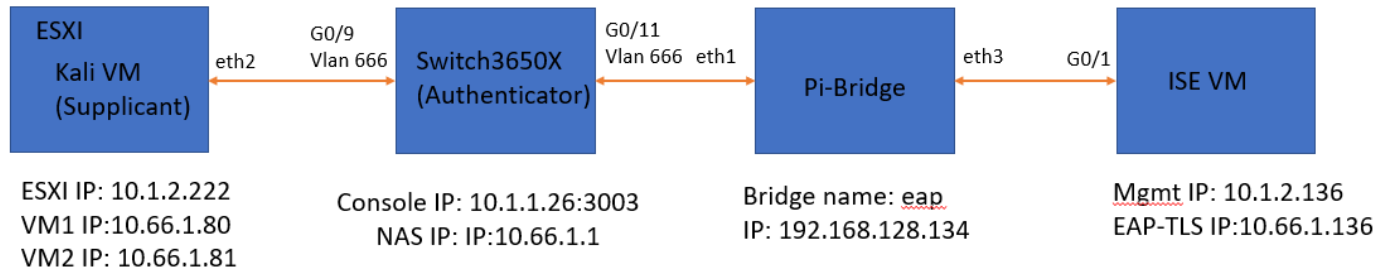 ESXI
Kali VM
(Supplicant)
eth2
G0/9
Vlan 666
Switch3650X
(Authenticator)
G0/11
Vlan 666
eth1
Pi-Bridge
eth3
G0/1
ISE VM
ESXI IP: 10.1.2.222
VM1 IP:10.66.1.80
VM2 IP: 10.66.1.81
Console IP: 10.1.1.26:3003
NAS IP: IP:10.66.1.1
Bridge name: eap
IP: 192.168.128.134
Mgmt IP: 10.1.2.136
EAP-TLS IP:10.66.1.136